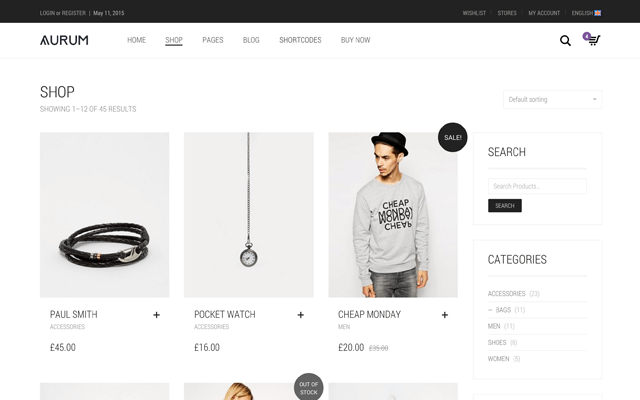 LOGIN or REGISTER | May 11, 2015
WISHLIST STORES MY ACCOUNT ENGLISH
AURUM
HOME SHOP PAGES BLOG SHORTCODES BUY NOW
4
SHOP
SHOWING 1–12 OF 45 RESULTS
Default sorting
SALE!
CHEAP
MONDAY
CHEAP
PAUL SMITH +
ACCESSORIES
£45.00
POCKET WATCH +
ACCESSORIES
£16.00
CHEAP MONDAY +
MEN
£20.00 £35.00
OUT OF
STOCK
SEARCH
Search Products...
SEARCH
CATEGORIES
ACCESSORIES (23)
— BAGS (11)
MEN (11)
SHOES (6)
WOMEN (5)